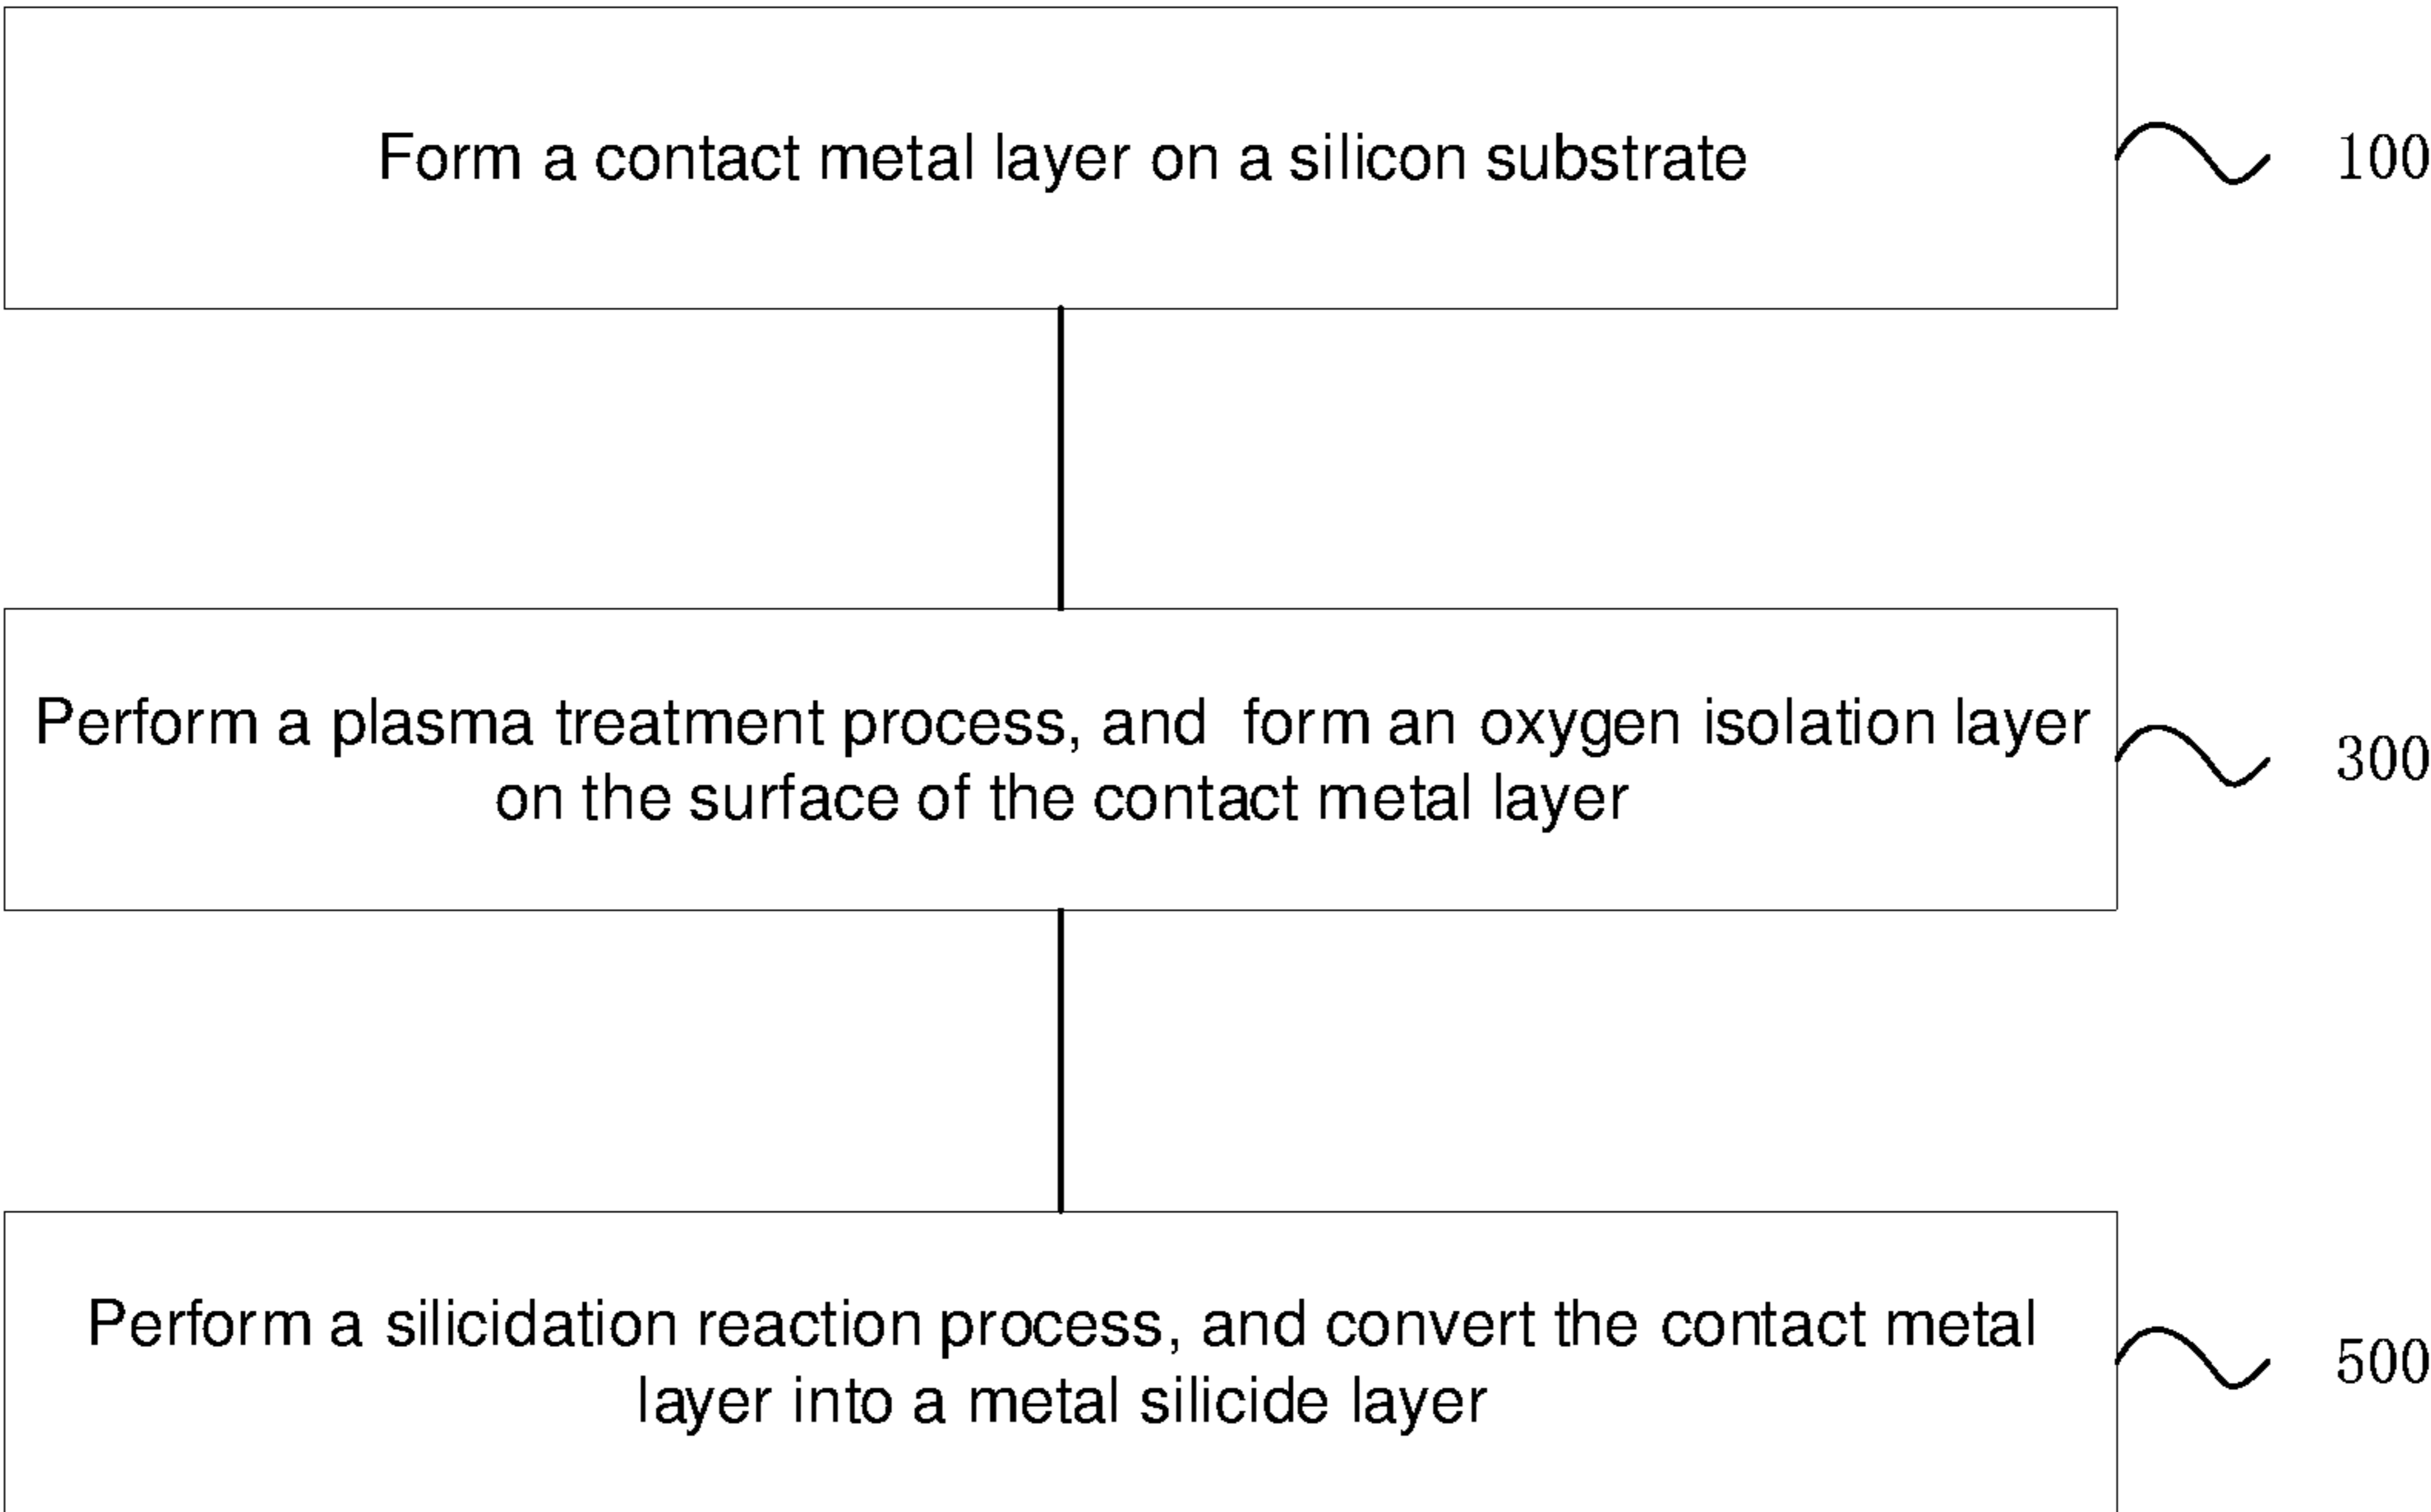 Form a contact metal layer on a silicon substrate
100
Perform a plasma treatment process, and  form an oxygen isolation layer
on the surface of the contact metal layer
300
Perform a silicidation reaction process, and convert the contact metal
layer into a metal silicide layer
500